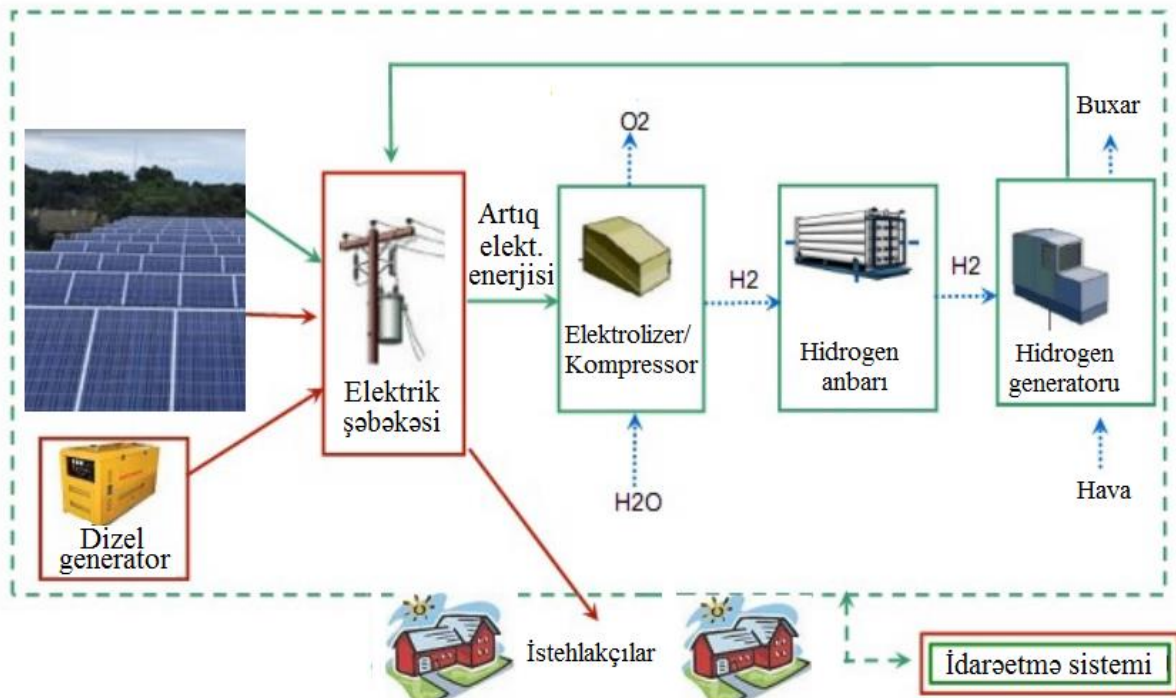 Buxar
O2
Artıq
elekt.
enerjisi
H2
H2
Elektrolizer/
Kompressor
Hidrogen
anbarı
Hidrogen
generatoru
Elektrik
şəbəkəsi
H2O
Hava
Dizel
generator
İstehlakçılar
İdarəetmə sistemi